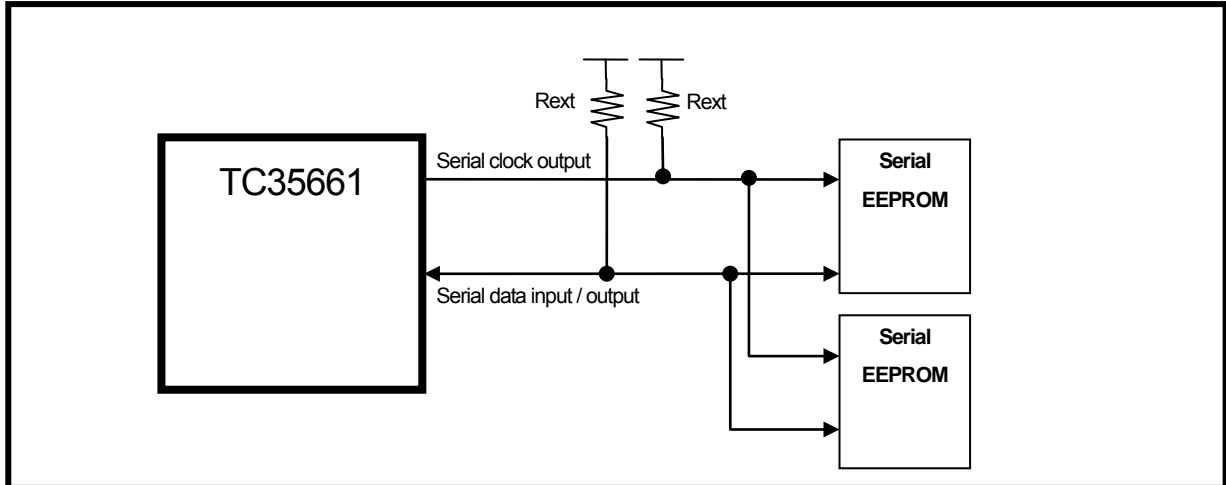 Rext
Rext
TC35661
Serial clock output
Serial data input / output
Serial
EEPROM
Serial
EEPROM